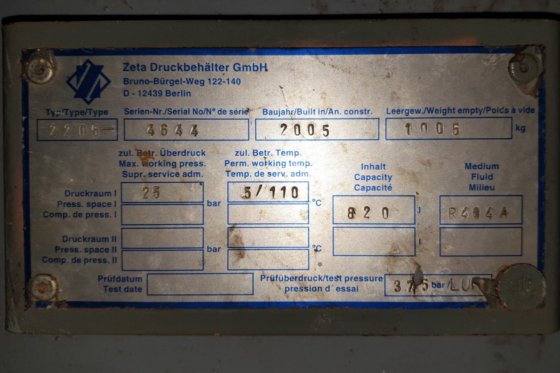 Zeta Druckbehälter GmbH
Bruno-Bürgel-Weg 122-140
D - 12439 Berlin
Typ/Type/Type Serien-Nr./Serial No/N° de série Baujahr/Built in/An. constr. Leergew./Weight empty/Poids à vide
2205- 4644 2005 1005 kg
zul. Betr. Überdruck zul. Betr. Temp. Inhalt Medium
Max. working press. Perm. working temp. Capacity Fluid
Supr. service adm. Temp. de serv. adm. Capacité Milieu
Druckraum I 25 5/110
Press. space I bar °C
Comp. de press. I 820 l R404A
Druckraum II
Press. space II bar °C
Comp. de press. II
Prüfdatum Prüfüberdruck/test pressure
Test date pression d'essai bar